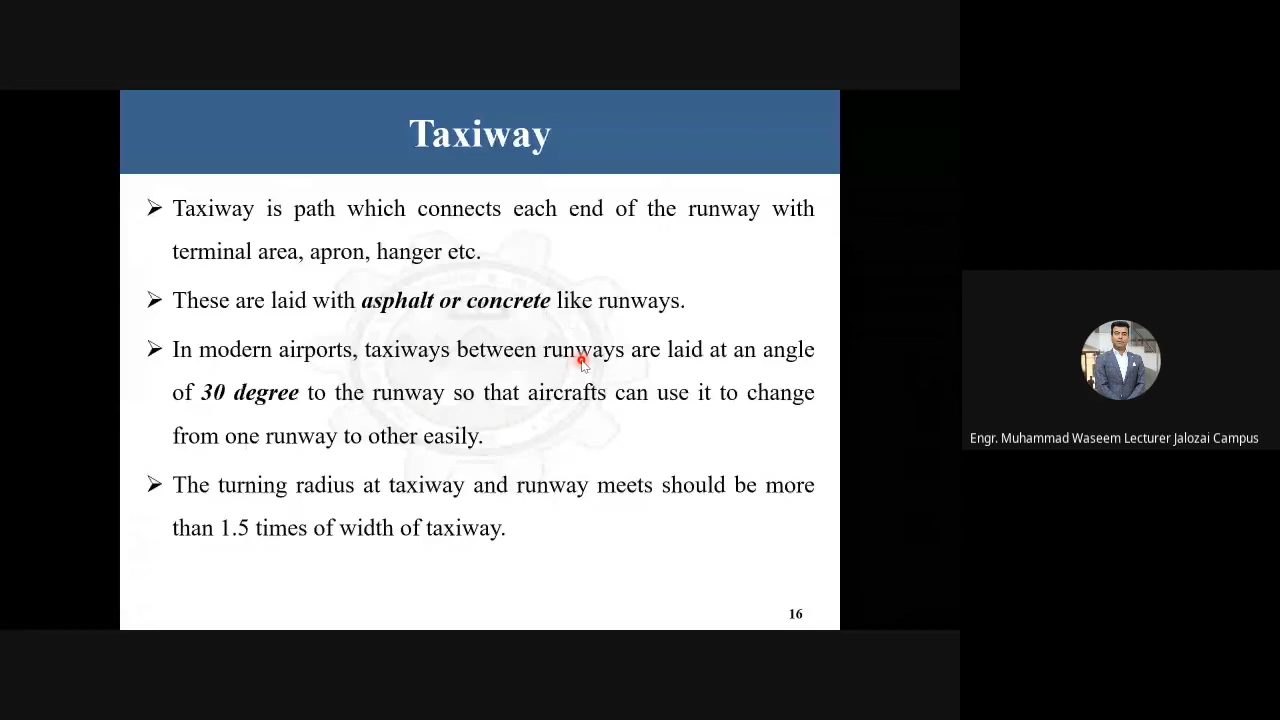 Taxiway
➢ Taxiway is path which connects each end of the runway with
terminal area, apron, hanger etc.
➢ These are laid with asphalt or concrete like runways.
➢ In modern airports, taxiways between runways are laid at an angle
of 30 degree to the runway so that aircrafts can use it to change
from one runway to other easily.
➢ The turning radius at taxiway and runway meets should be more
than 1.5 times of width of taxiway.
16
Engr. Muhammad Waseem Lecturer Jalozai Campus